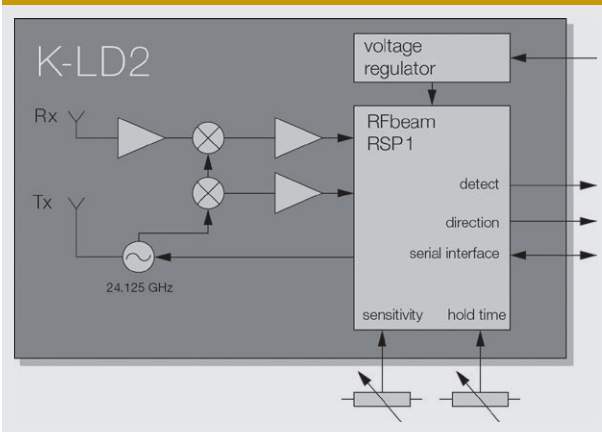 K-LD2
voltage
regulator
Rx
RFbeam
RSP1
Tx
detect
direction
serial interface
24.125 GHz
sensitivity hold time